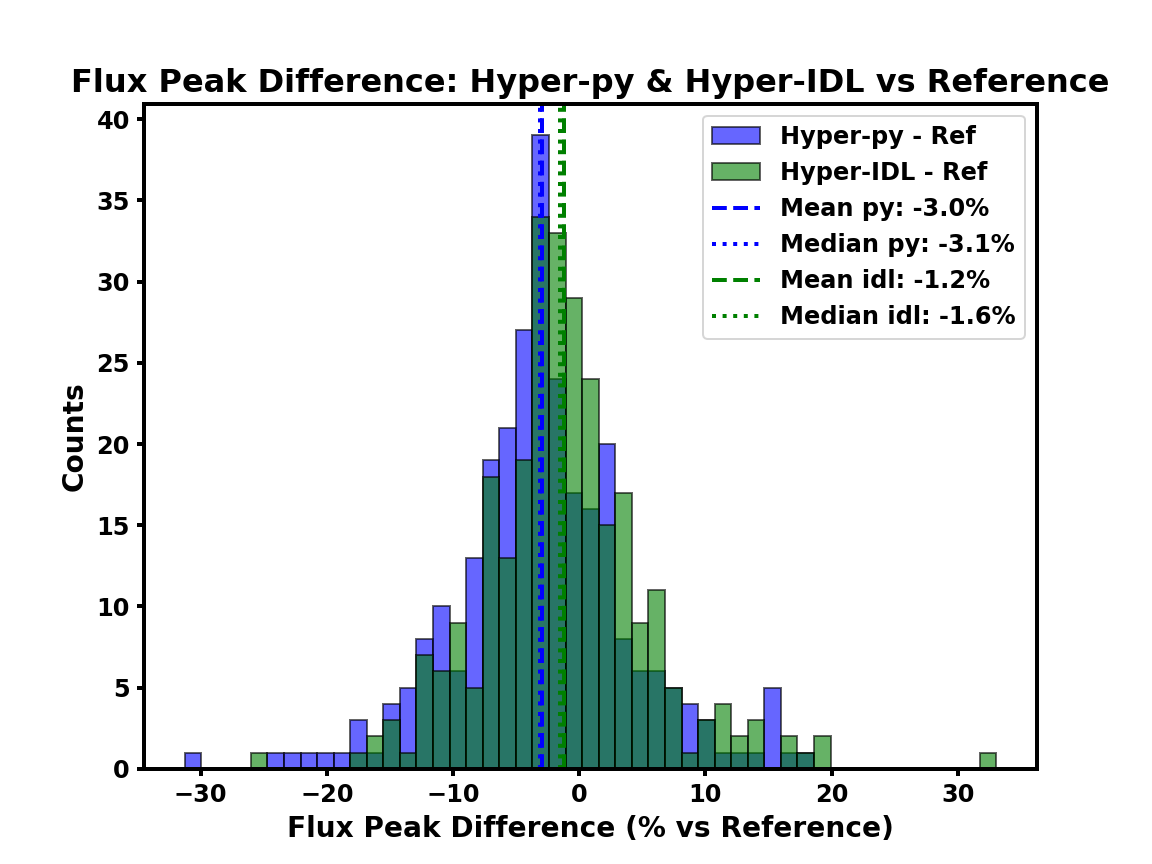 Flux Peak Difference: Hyper-py & Hyper-IDL vs Reference
40
35
30
25
20
15
10
5
0
Counts
Hyper-py - Ref
Hyper-IDL - Ref
Mean py: -3.0%
Median py: -3.1%
Mean idl: -1.2%
Median idl: -1.6%
−30 −20 −10 0 10 20 30
Flux Peak Difference (% vs Reference)